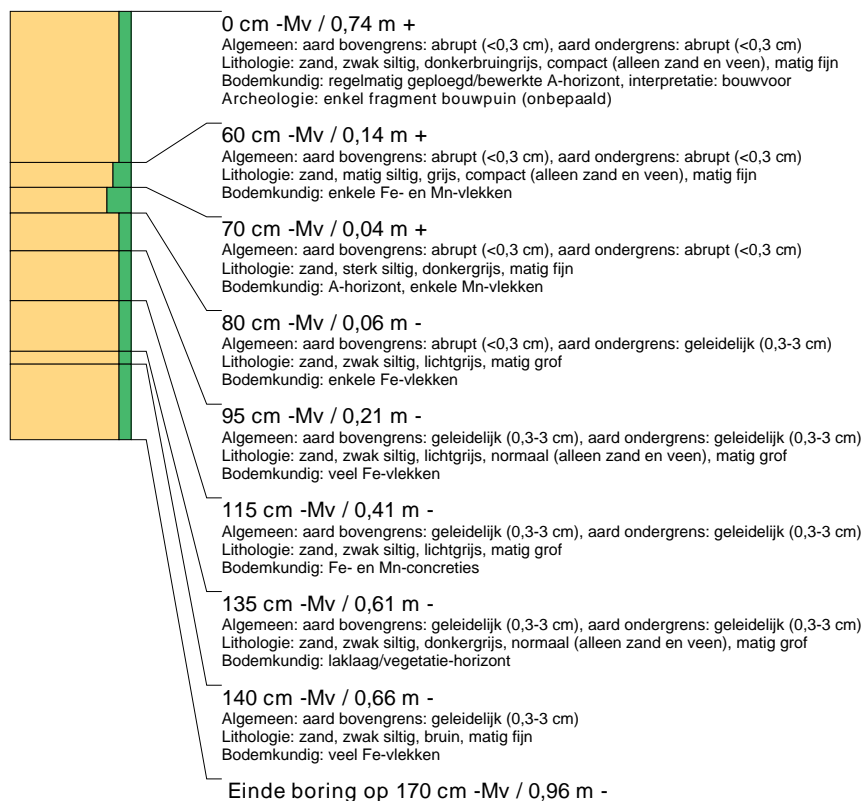 0 cm -Mv / 0,74 m +
Algemeen: aard bovengrens: abrupt (<0,3 cm), aard ondergrens: abrupt (<0,3 cm)
Lithologie: zand, zwak siltig, donkerbruingrijs, compact (alleen zand en veen), matig fijn
Bodemkundig: regelmatig geploegd/bewerkte A-horizont, interpretatie: bouwvoor
Archeologie: enkel fragment bouwpuin (onbepaald)
60 cm -Mv / 0,14 m +
Algemeen: aard bovengrens: abrupt (<0,3 cm), aard ondergrens: abrupt (<0,3 cm)
Lithologie: zand, matig siltig, grijs, compact (alleen zand en veen), matig fijn
Bodemkundig: enkele Fe- en Mn-vlekken
70 cm -Mv / 0,04 m +
Algemeen: aard bovengrens: abrupt (<0,3 cm), aard ondergrens: abrupt (<0,3 cm)
Lithologie: zand, sterk siltig, donkergrijs, matig fijn
Bodemkundig: A-horizont, enkele Mn-vlekken
80 cm -Mv / 0,06 m -
Algemeen: aard bovengrens: abrupt (<0,3 cm), aard ondergrens: geleidelijk (0,3-3 cm)
Lithologie: zand, zwak siltig, lichtgrijs, matig grof
Bodemkundig: enkele Fe-vlekken
95 cm -Mv / 0,21 m -
Algemeen: aard bovengrens: geleidelijk (0,3-3 cm), aard ondergrens: geleidelijk (0,3-3 cm)
Lithologie: zand, zwak siltig, lichtgrijs, normaal (alleen zand en veen), matig grof
Bodemkundig: veel Fe-vlekken
115 cm -Mv / 0,41 m -
Algemeen: aard bovengrens: geleidelijk (0,3-3 cm), aard ondergrens: geleidelijk (0,3-3 cm)
Lithologie: zand, zwak siltig, lichtgrijs, matig grof
Bodemkundig: Fe- en Mn-concreties
135 cm -Mv / 0,61 m -
Algemeen: aard bovengrens: geleidelijk (0,3-3 cm), aard ondergrens: geleidelijk (0,3-3 cm)
Lithologie: zand, zwak siltig, donkergrijs, normaal (alleen zand en veen), matig grof
Bodemkundig: laklaag/vegetatie-horizont
140 cm -Mv / 0,66 m -
Algemeen: aard bovengrens: geleidelijk (0,3-3 cm)
Lithologie: zand, zwak siltig, bruin, matig fijn
Bodemkundig: veel Fe-vlekken
Einde boring op 170 cm -Mv / 0,96 m -